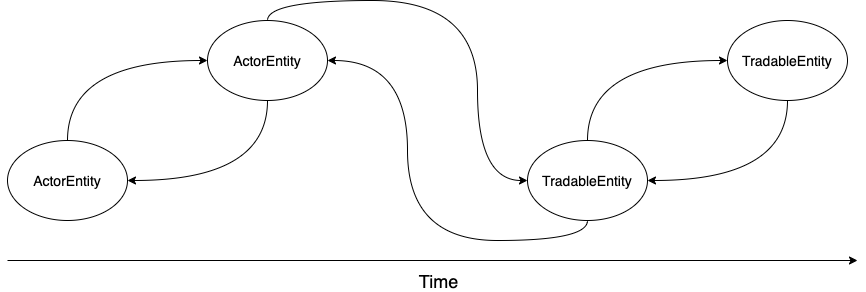 ActorEntity
TradableEntity
ActorEntity
TradableEntity
Time